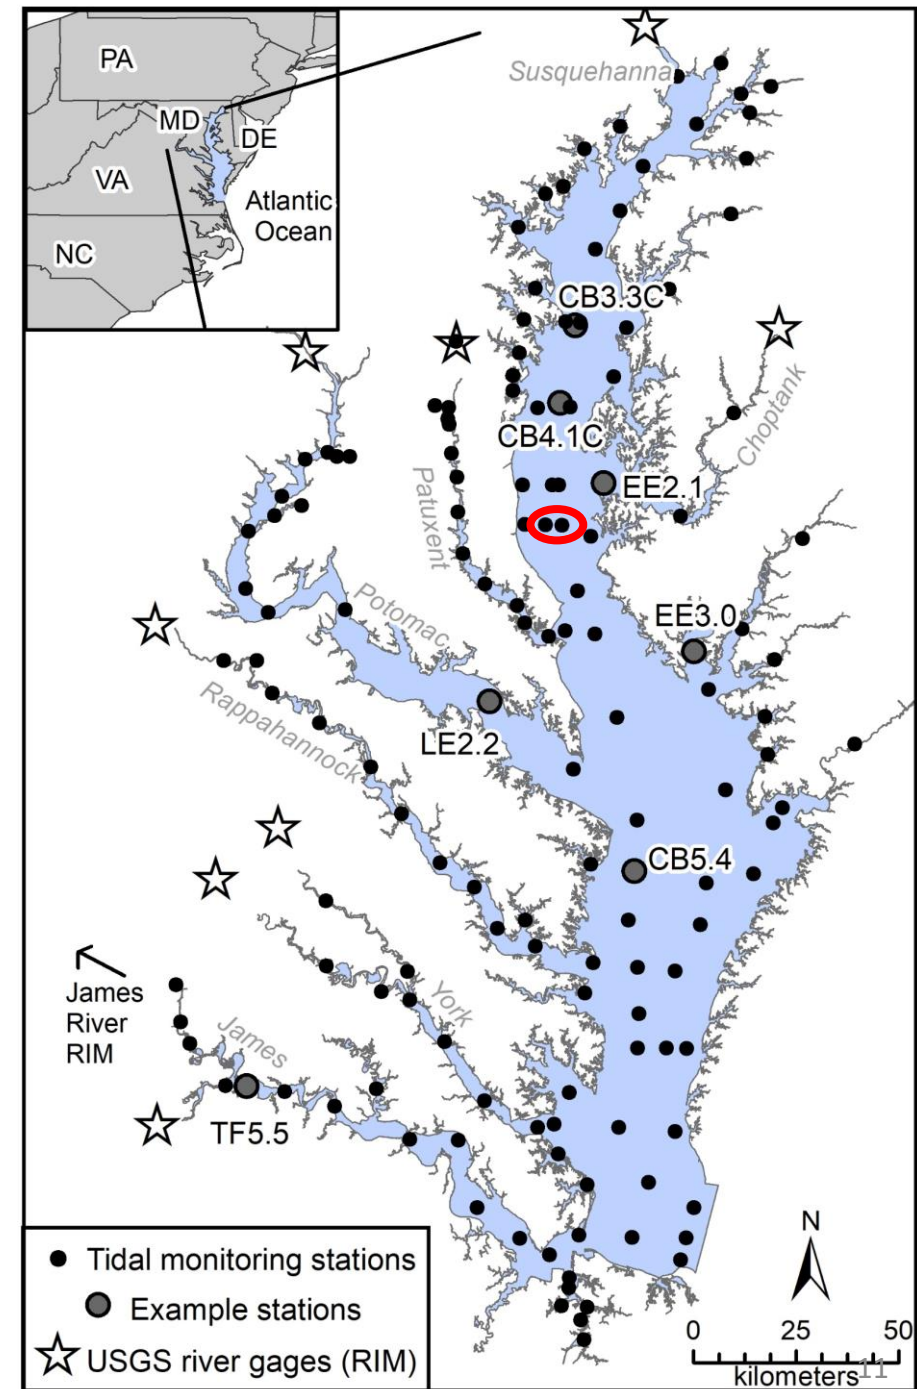 PA
MD
DE
VA
Atlantic
Ocean
NC
Susquehanna
CB3.3C
CB4.1C
Choptank
EE2.1
Patuxent
Potomac
EE3.0
Rappahannock
LE2.2
CB5.4
James
River
RIM
York
James
TF5.5
N
Tidal monitoring stations
Example stations
USGS river gages (RIM)
0 25 50
kilometers
11